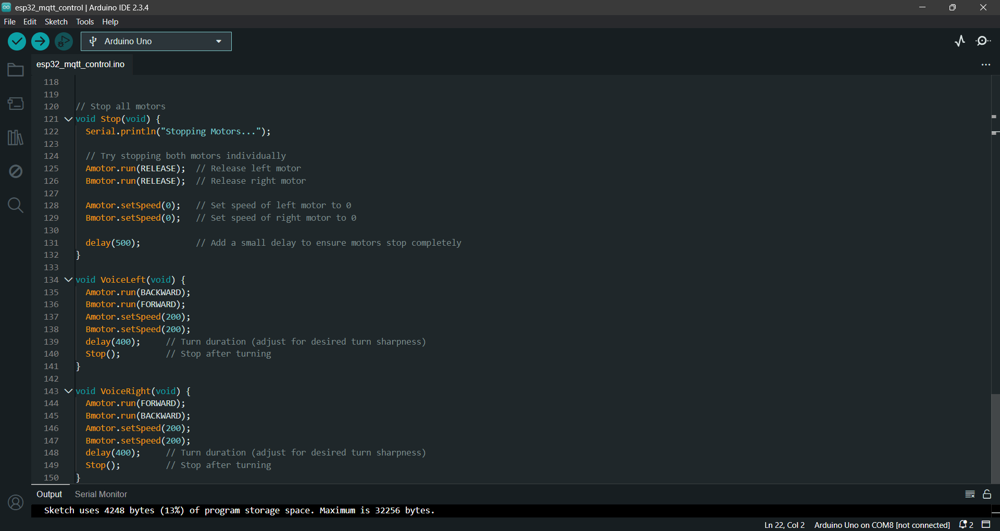 esp32_mqtt_control | Arduino IDE 2.3.4
File Edit Sketch Tools Help
Arduino Uno
esp32_mqtt_control.ino
118
119
120 // Stop all motors
121 void Stop(void) {
122 Serial.println("Stopping Motors...");
123
124 // Try stopping both motors individually
125 Amotor.run(RELEASE); // Release left motor
126 Bmotor.run(RELEASE); // Release right motor
127
128 Amotor.setSpeed(0); // Set speed of left motor to 0
129 Bmotor.setSpeed(0); // Set speed of right motor to 0
130
131 delay(500); // Add a small delay to ensure motors stop completely
132 }
133
134 void VoiceLeft(void) {
135 Amotor.run(BACKWARD);
136 Bmotor.run(FORWARD);
137 Amotor.setSpeed(200);
138 Bmotor.setSpeed(200);
139 delay(400); // Turn duration (adjust for desired turn sharpness)
140 Stop(); // Stop after turning
141 }
142
143 void VoiceRight(void) {
144 Amotor.run(FORWARD);
145 Bmotor.run(BACKWARD);
146 Amotor.setSpeed(200);
147 Bmotor.setSpeed(200);
148 delay(400); // Turn duration (adjust for desired turn sharpness)
149 Stop(); // Stop after turning
150 }
Output Serial Monitor
Sketch uses 4248 bytes (13%) of program storage space. Maximum is 32256 bytes.
Ln 22, Col 2 Arduino Uno on COM8 [not connected] 2